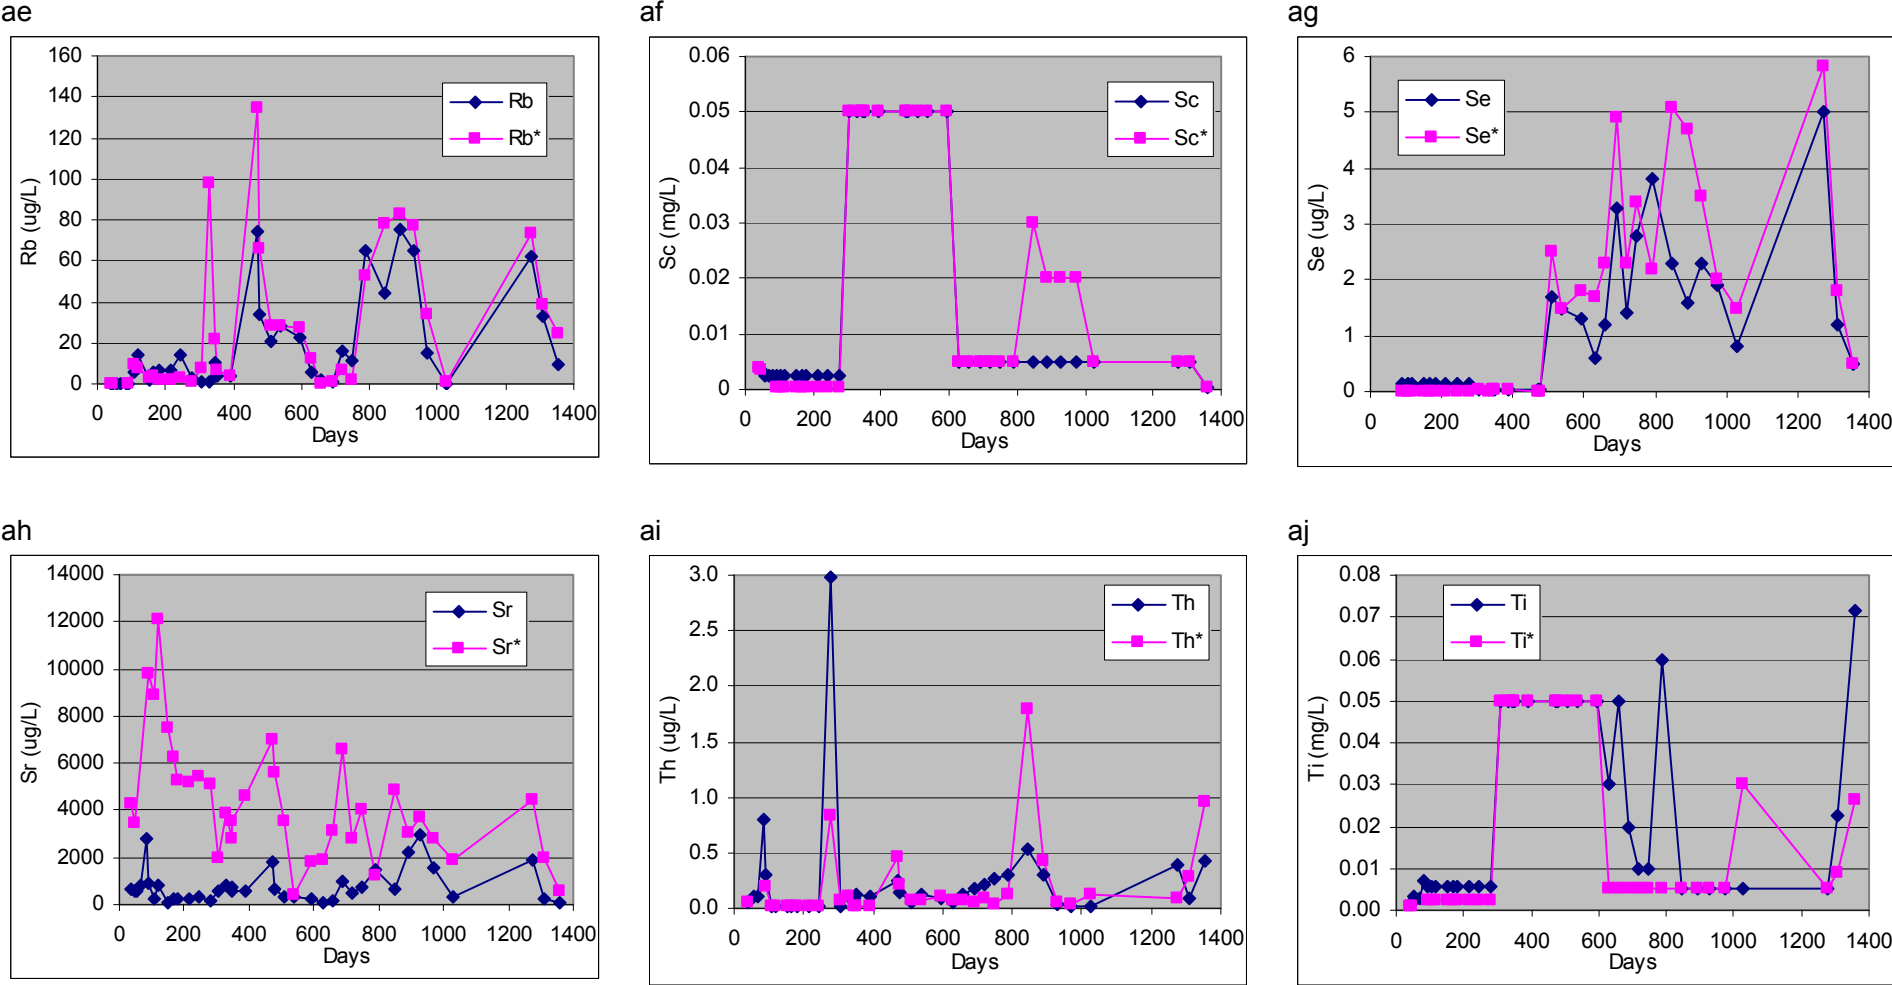 ae
160
140
120
100
80
60
40
20
0
Rb (ug/L)
Rb
Rb*
0 200 400 600 800 1000 1200 1400
Days
af
0.06
0.05
0.04
0.03
0.02
0.01
0
Sc (mg/L)
Sc
Sc*
0 200 400 600 800 1000 1200 1400
Days
ag
6
5
4
3
2
1
0
Se (ug/L)
Se
Se*
0 200 400 600 800 1000 1200 1400
Days
ah
14000
12000
10000
8000
6000
4000
2000
0
Sr (ug/L)
Sr
Sr*
0 200 400 600 800 1000 1200 1400
Days
ai
3.0
2.5
2.0
1.5
1.0
0.5
0.0
Th (ug/L)
Th
Th*
0 200 400 600 800 1000 1200 1400
Days
aj
0.08
0.07
0.06
0.05
0.04
0.03
0.02
0.01
0.00
Ti (mg/L)
Ti
Ti*
0 200 400 600 800 1000 1200 1400
Days